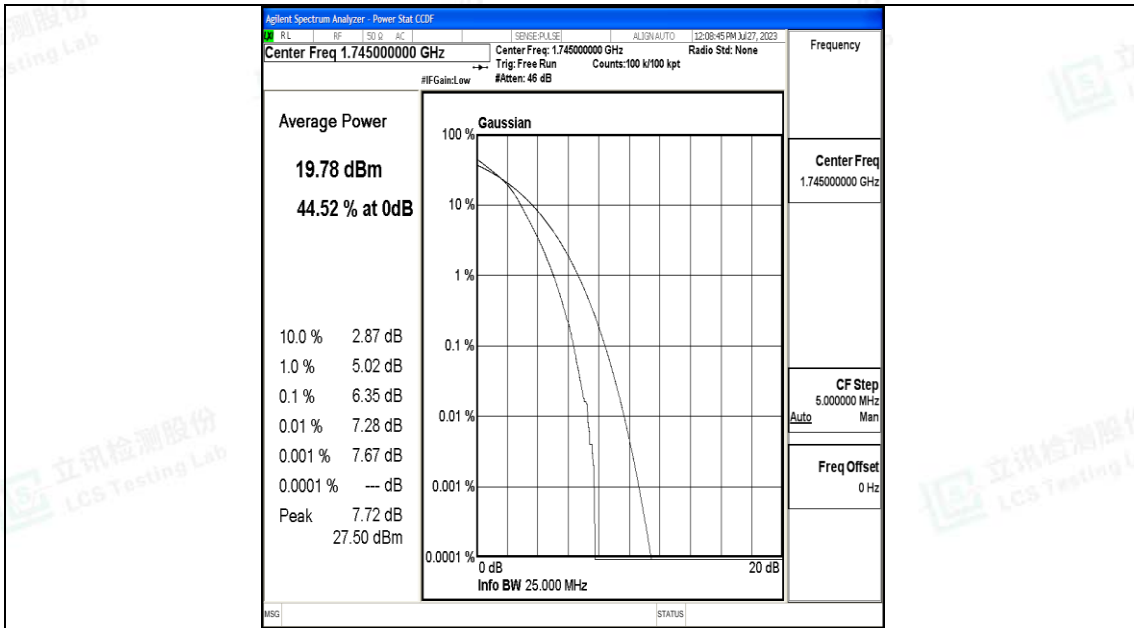 Agilent Spectrum Analyzer - Power Stat CCDF
RL RF 50 Ω AC SENSE:PULSE ALIGN AUTO 12:08:45 PM Jul 27, 2023
Center Freq 1.745000000 GHz
Center Freq: 1.745000000 GHz Radio Std: None
Trig: Free Run Counts:100 k/100 kpt
#IFGain:Low #Atten: 46 dB
Frequency
Average Power
19.78 dBm
44.52 % at 0dB
10.0 % 2.87 dB
1.0 % 5.02 dB
0.1 % 6.35 dB
0.01 % 7.28 dB
0.001 % 7.67 dB
0.0001 % --- dB
Peak 7.72 dB
27.50 dBm
Gaussian
100 %
10 %
1 %
0.1 %
0.01 %
0.001 %
0.0001 %
0 dB 20 dB
Info BW 25.000 MHz
Center Freq
1.745000000 GHz
CF Step
5.000000 MHz
Auto Man
Freq Offset
0 Hz
MSG STATUS
立讯检测股份
LCS Testing Lab